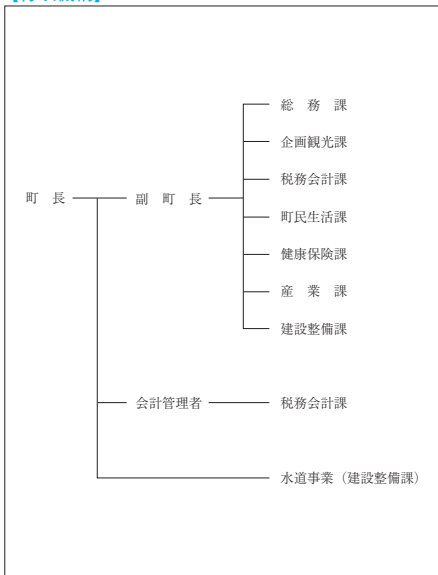 総 務 課
企画観光課
税務会計課
町 長 副 町 長 町民生活課
健康保険課
産 業 課
建設整備課
会計管理者 税務会計課
水道事業（建設整備課）